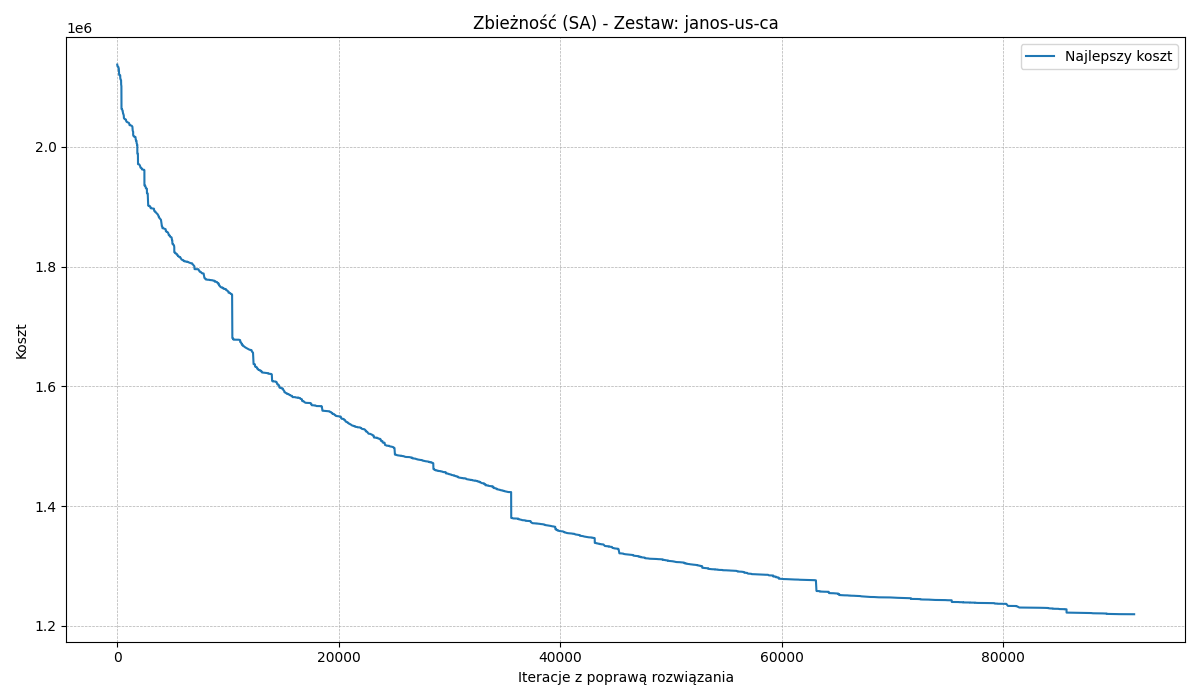 Zbieżność (SA) - Zestaw: janos-us-ca
1e6
Najlepszy koszt
2.0
1.8
1.6
1.4
1.2
Koszt
0 20000 40000 60000 80000
Iteracje z poprawą rozwiązania